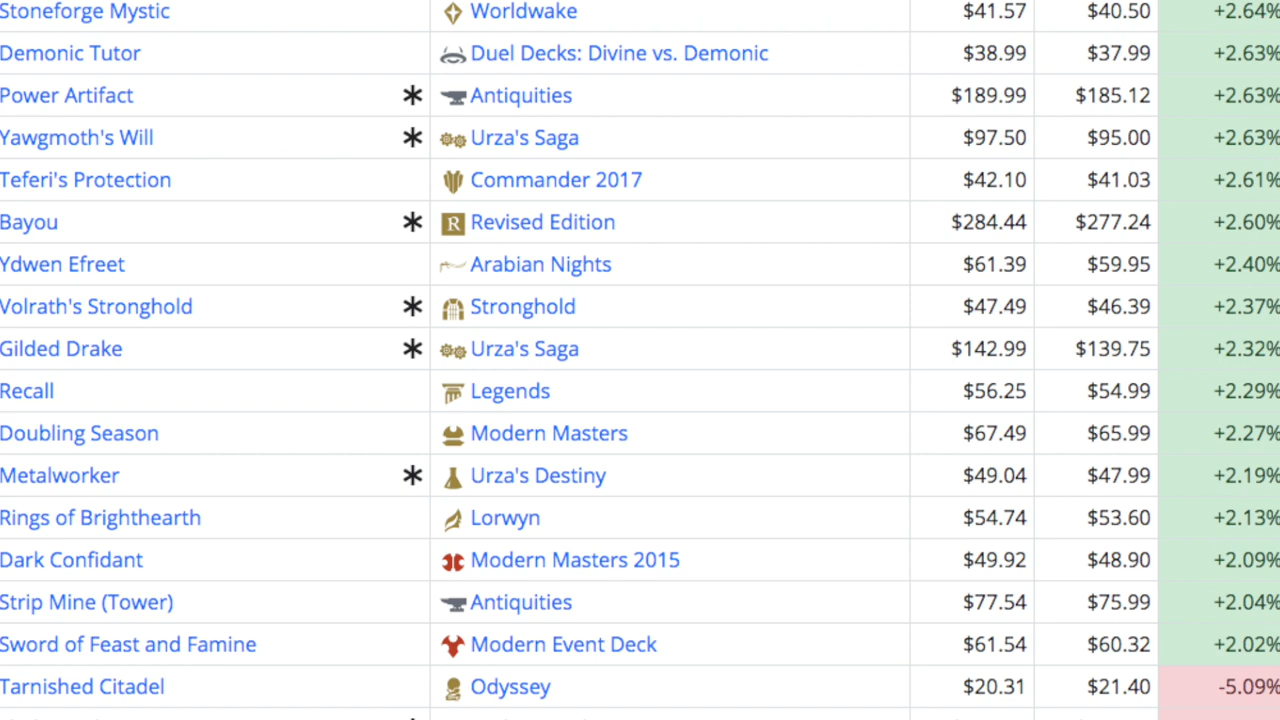 Stoneforge Mystic Worldwake $41.57 $40.50 +2.64%
Demonic Tutor Duel Decks: Divine vs. Demonic $38.99 $37.99 +2.63%
Power Artifact * Antiquities $189.99 $185.12 +2.63%
Yawgmoth's Will * Urza's Saga $97.50 $95.00 +2.63%
Teferi's Protection Commander 2017 $42.10 $41.03 +2.61%
Bayou * R Revised Edition $284.44 $277.24 +2.60%
Ydwen Efreet Arabian Nights $61.39 $59.95 +2.40%
Volrath's Stronghold * Stronghold $47.49 $46.39 +2.37%
Gilded Drake * Urza's Saga $142.99 $139.75 +2.32%
Recall Legends $56.25 $54.99 +2.29%
Doubling Season Modern Masters $67.49 $65.99 +2.27%
Metalworker * Urza's Destiny $49.04 $47.99 +2.19%
Rings of Brighthearth Lorwyn $54.74 $53.60 +2.13%
Dark Confidant Modern Masters 2015 $49.92 $48.90 +2.09%
Strip Mine (Tower) Antiquities $77.54 $75.99 +2.04%
Sword of Feast and Famine Modern Event Deck $61.54 $60.32 +2.02%
Tarnished Citadel Odyssey $20.31 $21.40 -5.09%